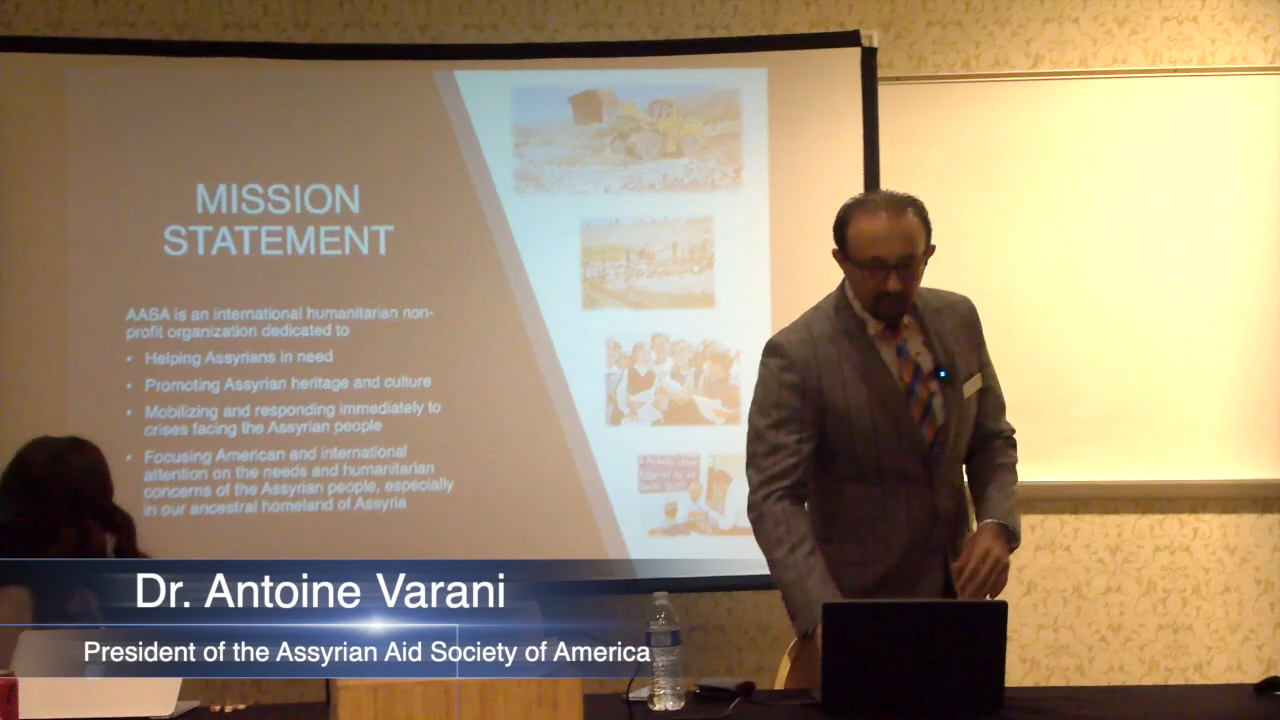 MISSION
STATEMENT
AASA is an international humanitarian non-
profit organization dedicated to
• Helping Assyrians in need
• Promoting Assyrian heritage and culture
• Mobilizing and responding immediately to
crises facing the Assyrian people
• Focusing American and international
attention on the needs and humanitarian
concerns of the Assyrian people, especially
in our ancestral homeland of Assyria
Dr. Antoine Varani
President of the Assyrian Aid Society of America